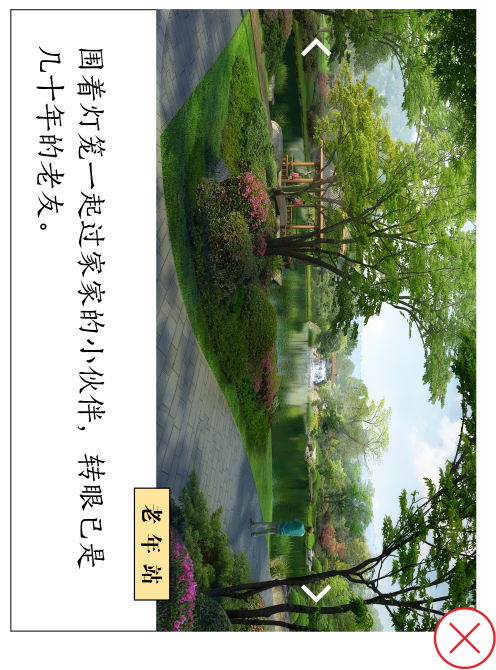 围着灯笼一起过家家的小伙伴，转眼已是
几十年的老友。
老年站